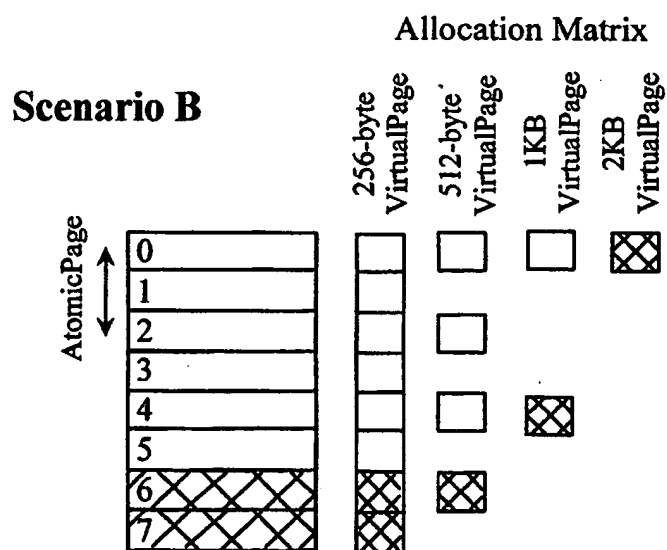 Allocation Matrix
Scenario B
256-byte
VirtualPage
512-byte
VirtualPage
1KB
VirtualPage
2KB
VirtualPage
AtomicPage
0
1
2
3
4
5
6
7